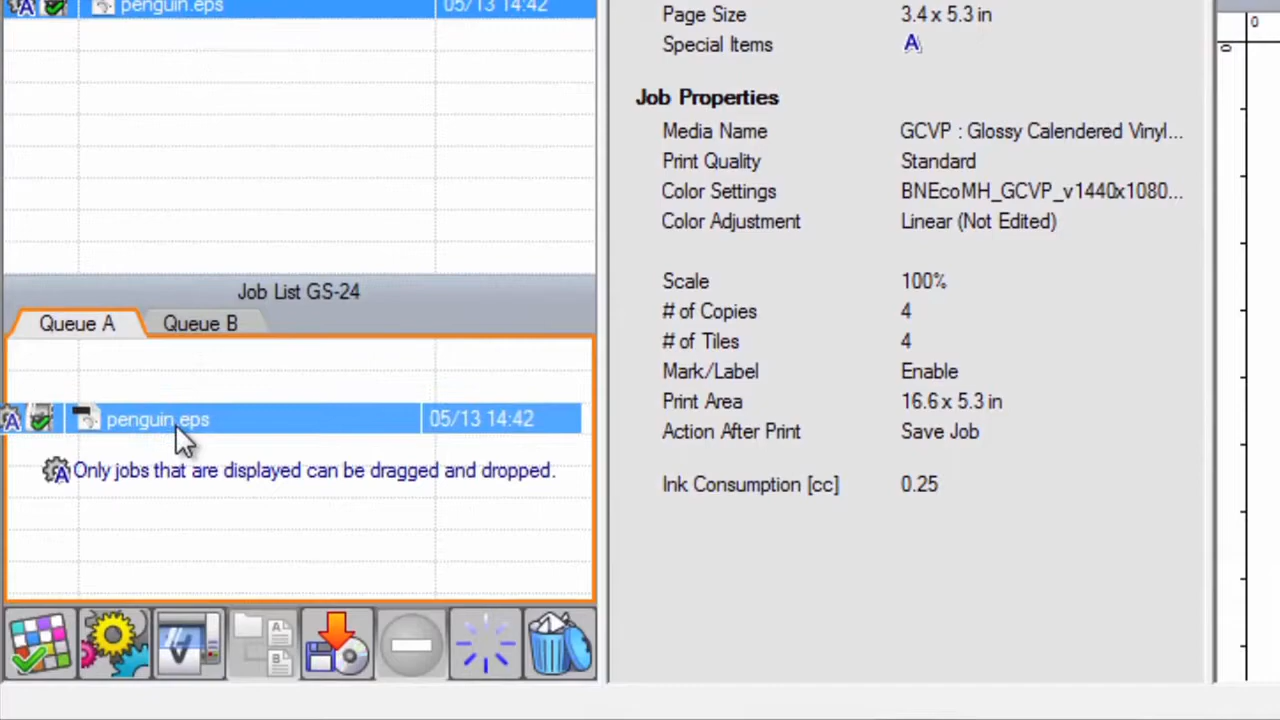 penguin.eps 05/13 14:42
Job List GS-24
Queue A Queue B
penguin.eps 05/13 14:42
Only jobs that are displayed can be dragged and dropped.
Page Size 3.4 x 5.3 in
Special Items A
Job Properties
Media Name GCVP : Glossy Calendered Vinyl...
Print Quality Standard
Color Settings BNEcoMH_GCVP_v1440x1080...
Color Adjustment Linear (Not Edited)
Scale 100%
# of Copies 4
# of Tiles 4
Mark/Label Enable
Print Area 16.6 x 5.3 in
Action After Print Save Job
Ink Consumption [cc] 0.25
0
0